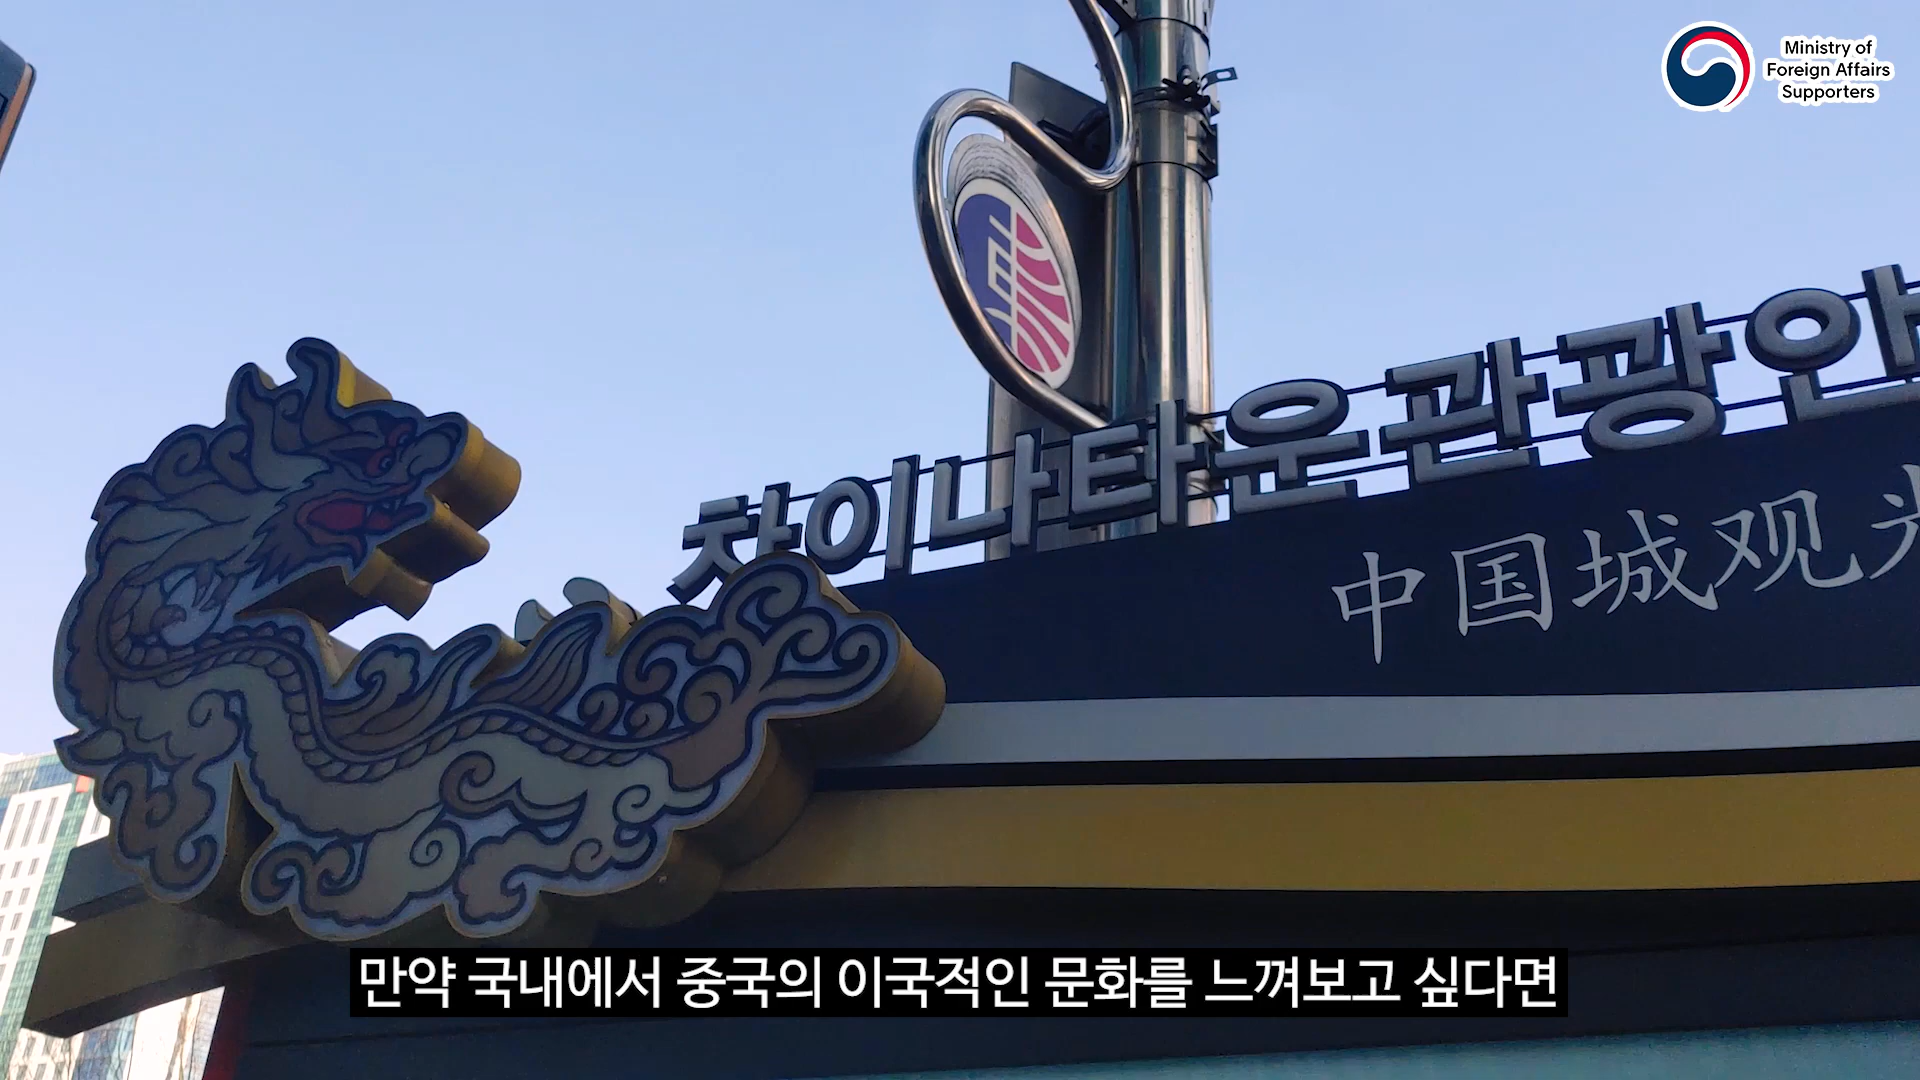 Ministry of
Foreign Affairs
Supporters
차이나타운관광안
中国城观光
만약 국내에서 중국의 이국적인 문화를 느껴보고 싶다면